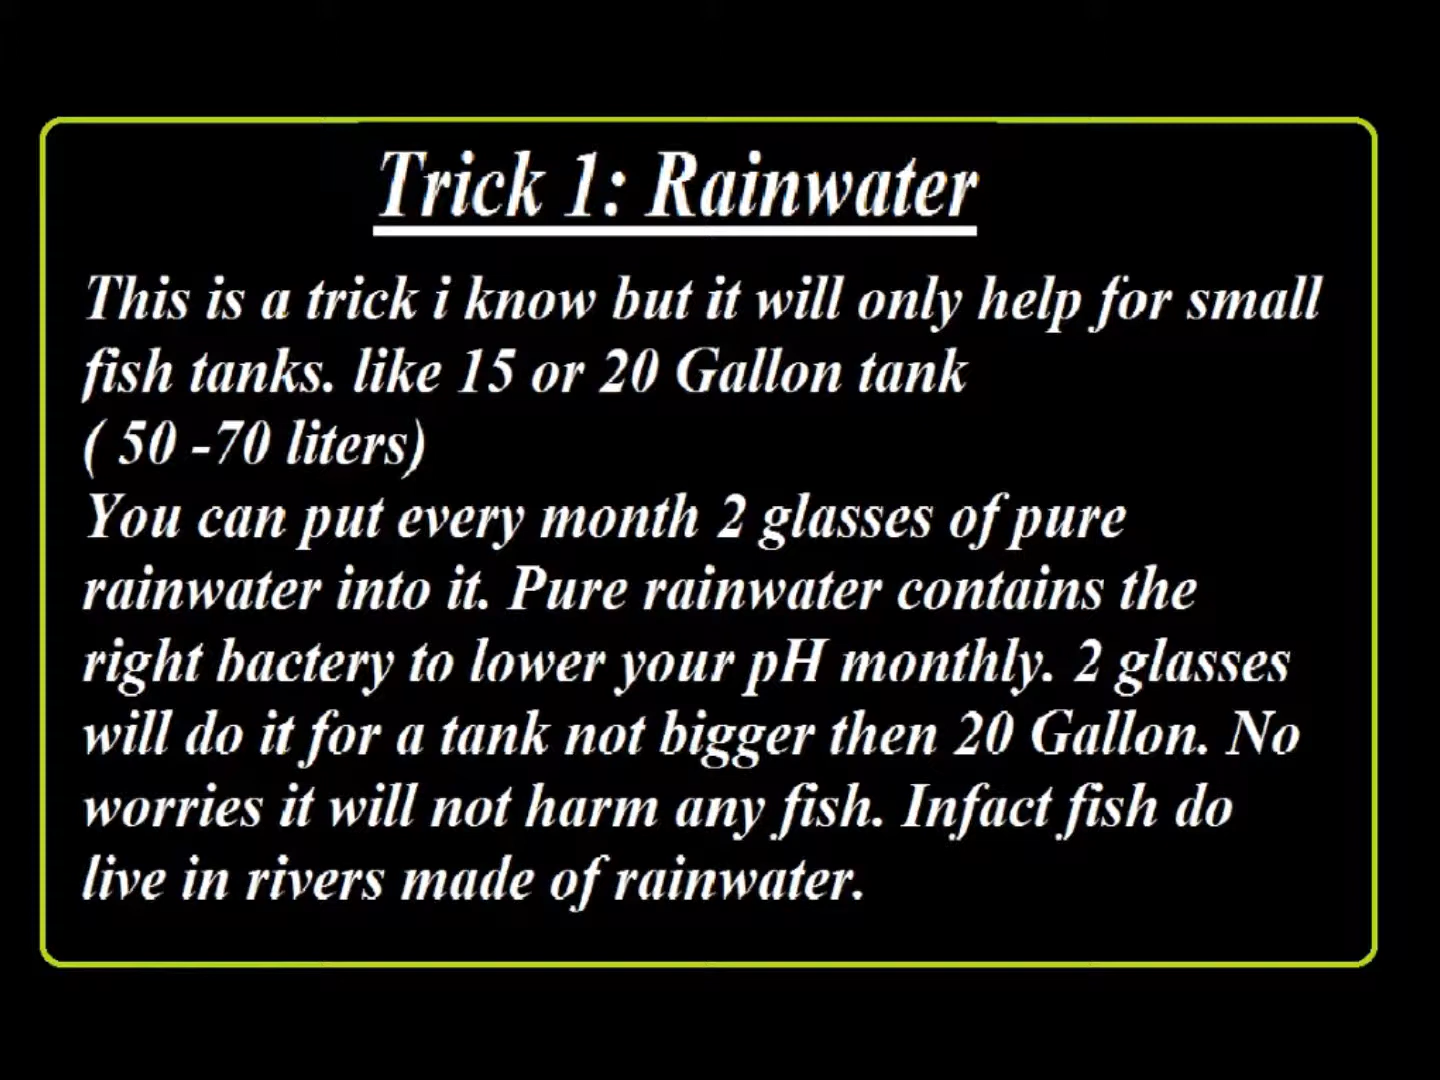 Trick 1: Rainwater
This is a trick i know but it will only help for small
fish tanks. like 15 or 20 Gallon tank
( 50 -70 liters)
You can put every month 2 glasses of pure
rainwater into it. Pure rainwater contains the
right bactery to lower your pH monthly. 2 glasses
will do it for a tank not bigger then 20 Gallon. No
worries it will not harm any fish. Infact fish do
live in rivers made of rainwater.